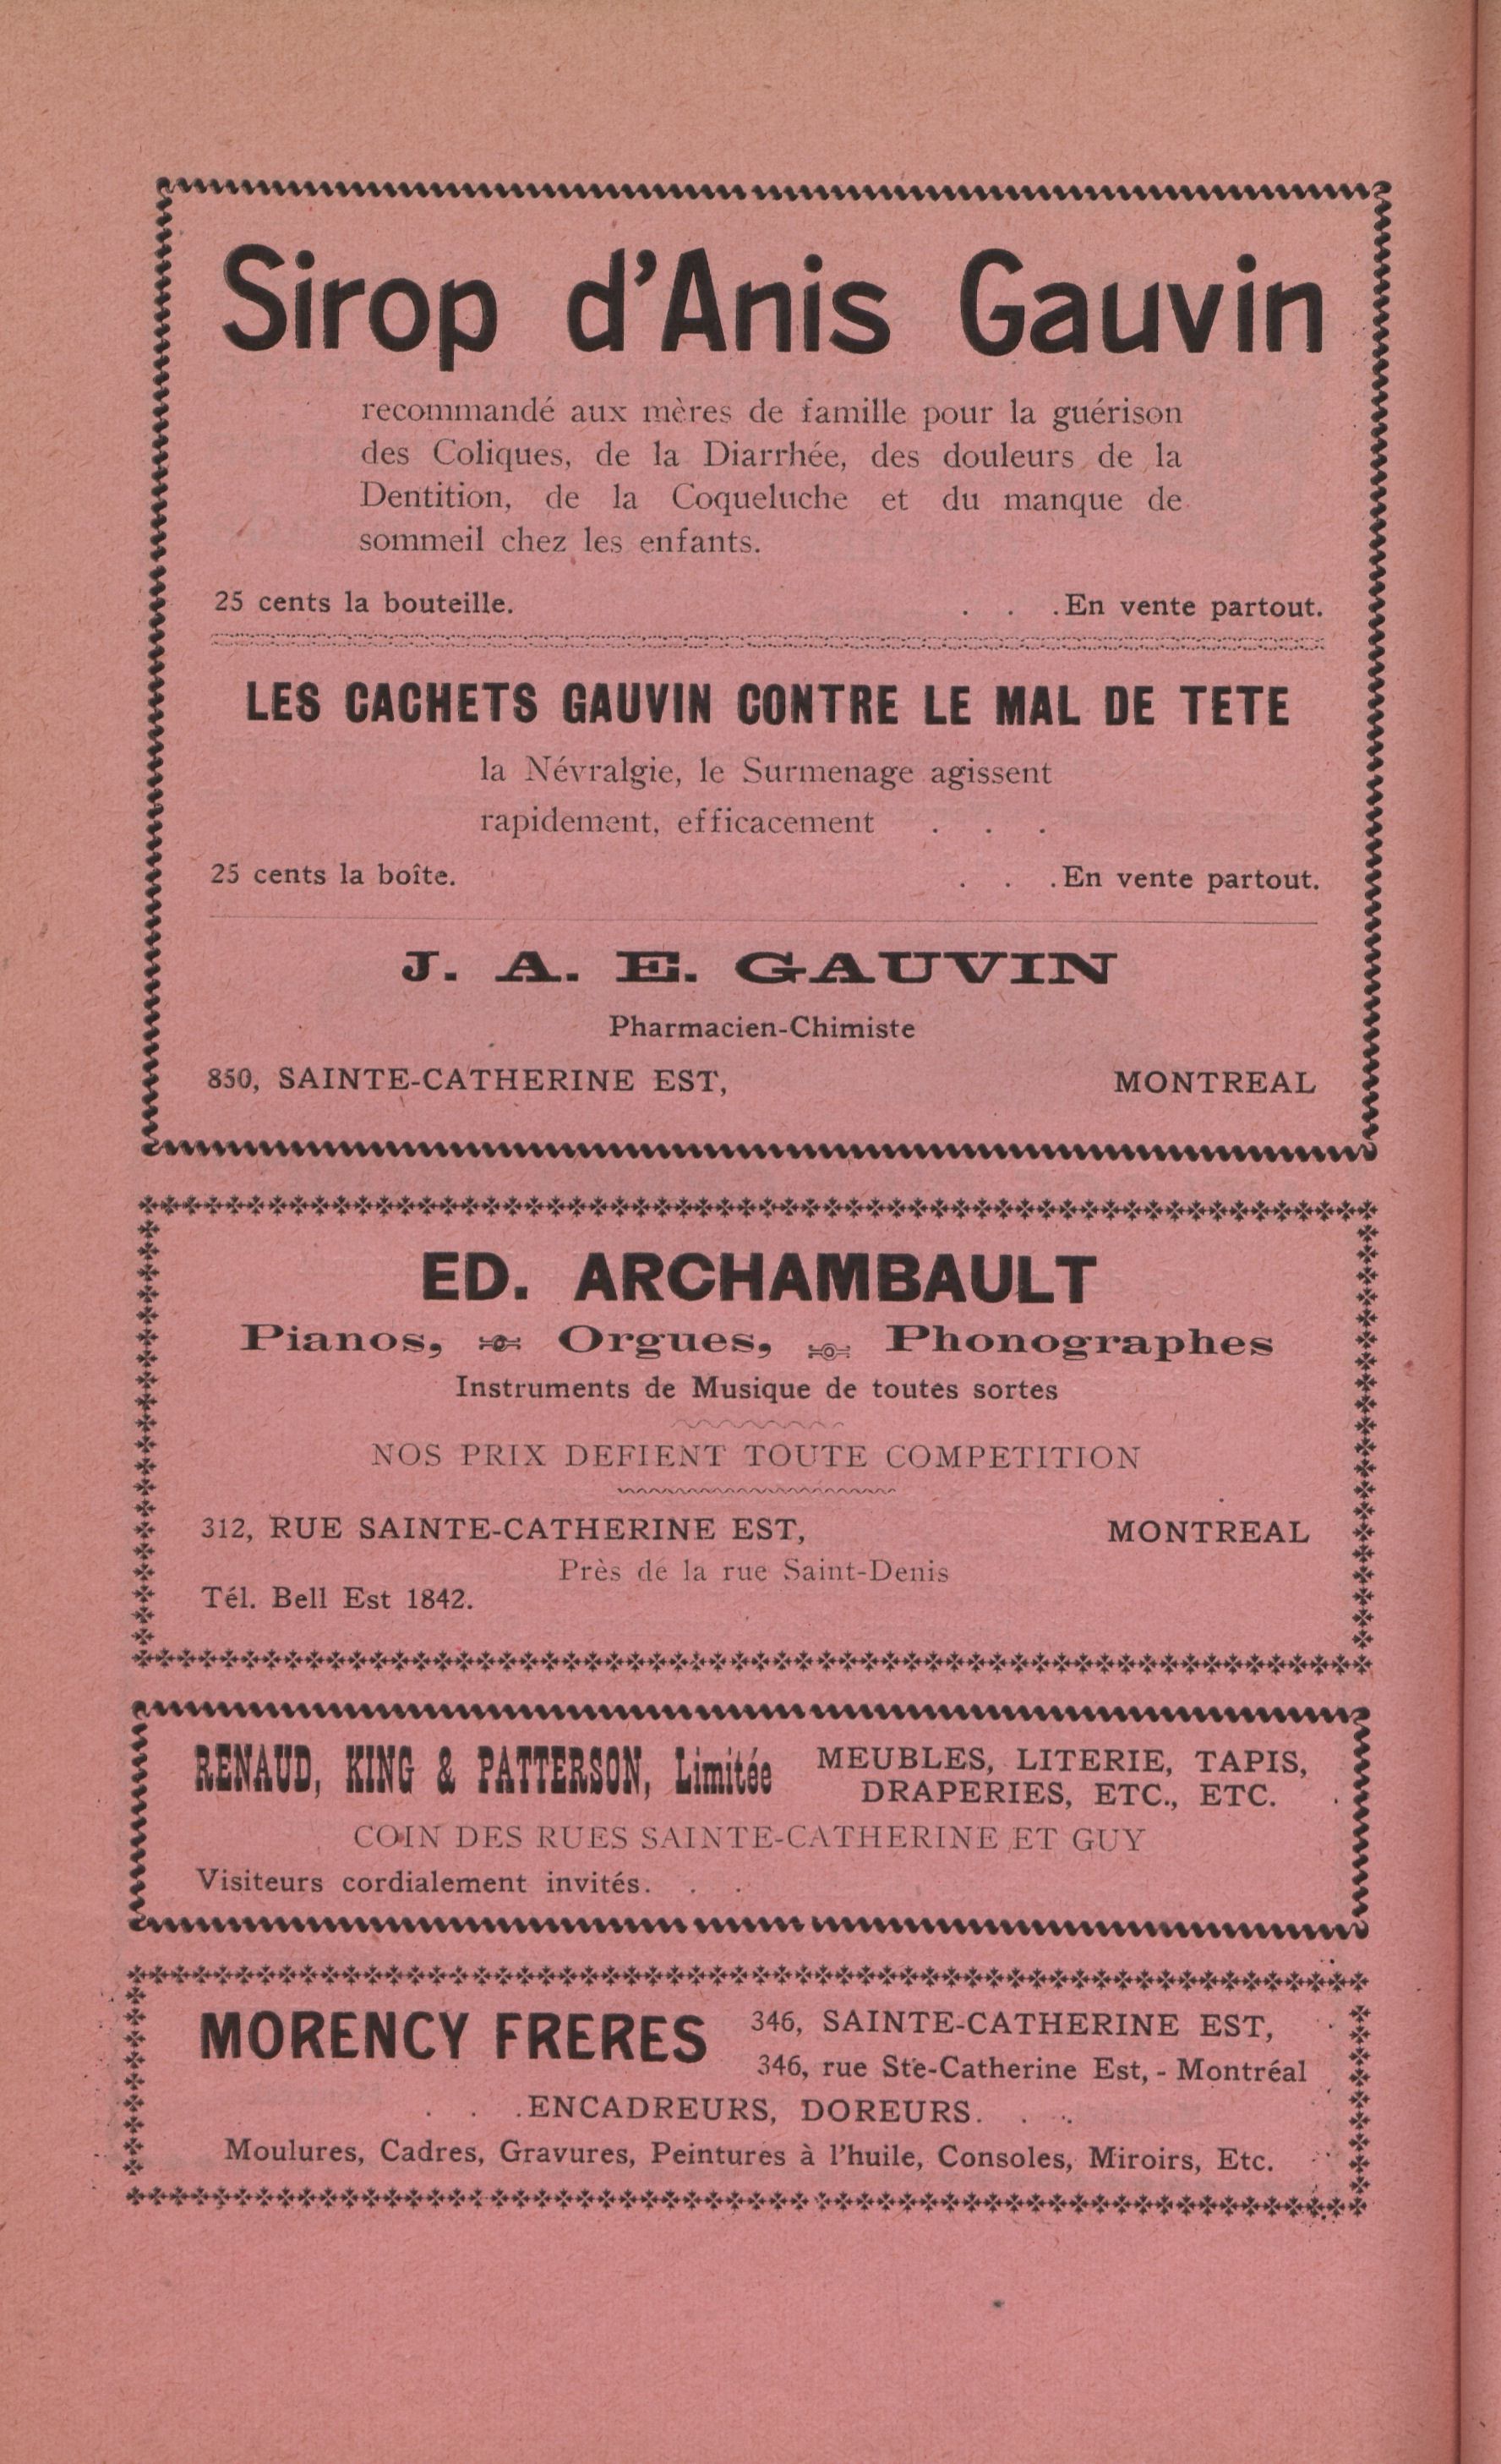 Sirop d'Anis Gauvin
recommandé aux mères de famille pour la guérison
des Coliques, de la Diarrhée, des douleurs de la
Dentition, de la Coqueluche et du manque de
sommeil chez les enfants.
25 cents la bouteille. . . .En vente partout.
LES CACHETS GAUVIN CONTRE LE MAL DE TETE
la Névralgie, le Surmenage agissent
rapidement, efficacement . . .
25 cents la boîte. . . .En vente partout.
J. A. E. GAUVIN
Pharmacien-Chimiste
850, SAINTE-CATHERINE EST, MONTREAL
ED. ARCHAMBAULT
Pianos, Orgues, Phonographes
Instruments de Musique de toutes sortes
NOS PRIX DEFIENT TOUTE COMPETITION
312, RUE SAINTE-CATHERINE EST, MONTREAL
Près de la rue Saint-Denis
Tél. Bell Est 1842.
RENAUD, KING & PATTERSON, Limitée MEUBLES, LITERIE, TAPIS,
DRAPERIES, ETC., ETC.
COIN DES RUES SAINTE-CATHERINE ET GUY
Visiteurs cordialement invités. . .
MORENCY FRERES 346, SAINTE-CATHERINE EST,
346, rue Ste-Catherine Est, - Montréal
. . .ENCADREURS, DOREURS. . .
Moulures, Cadres, Gravures, Peintures à l'huile, Consoles, Miroirs, Etc.